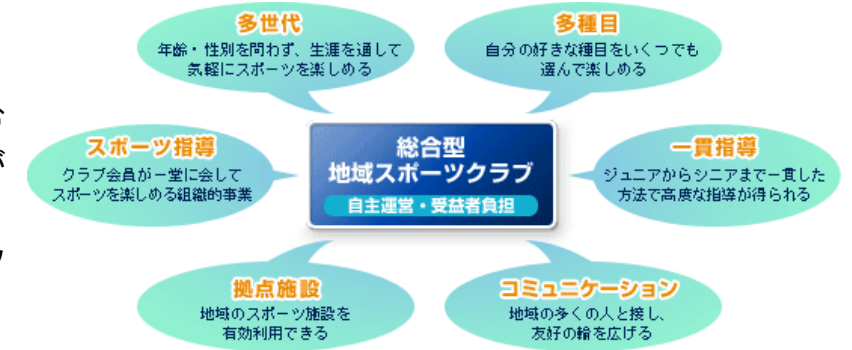 多世代
年齢・性別を問わず、生涯を通して
気軽にスポーツを楽しめる
多種目
自分の好きな種目をいくつでも
選んで楽しめる
スポーツ指導
クラブ会員が一堂に会して
スポーツを楽しめる組織的事業
総合型
地域スポーツクラブ
自主運営・受益者負担
一貫指導
ジュニアからシニアまで一貫した
方法で高度な指導が得られる
拠点施設
地域のスポーツ施設を
有効利用できる
コミュニケーション
地域の多くの人と接し、
友好の輪を広げる